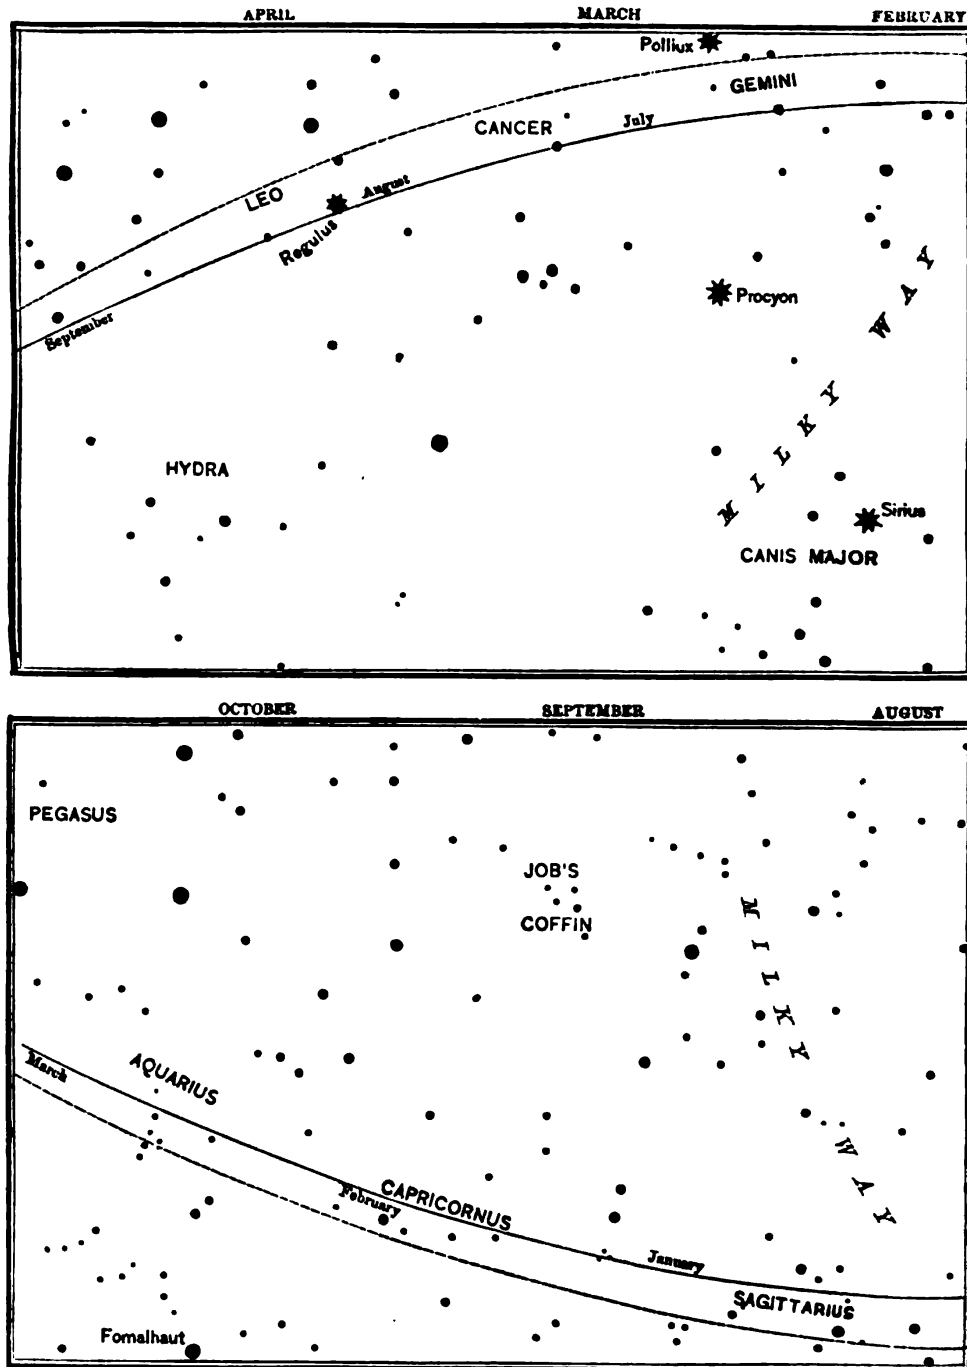 APRIL MARCH FEBRUARY
Polliux
GEMINI
CANCER
July
LEO
August
Regulus
Procyon
September
MILKY WAY
HYDRA
Sirius
CANIS MAJOR
OCTOBER SEPTEMBER AUGUST
PEGASUS
JOB'S
COFFIN
MILKY WAY
March
AQUARIUS
CAPRICORNUS
February
January
SAGITTARIUS
Fomalhaut